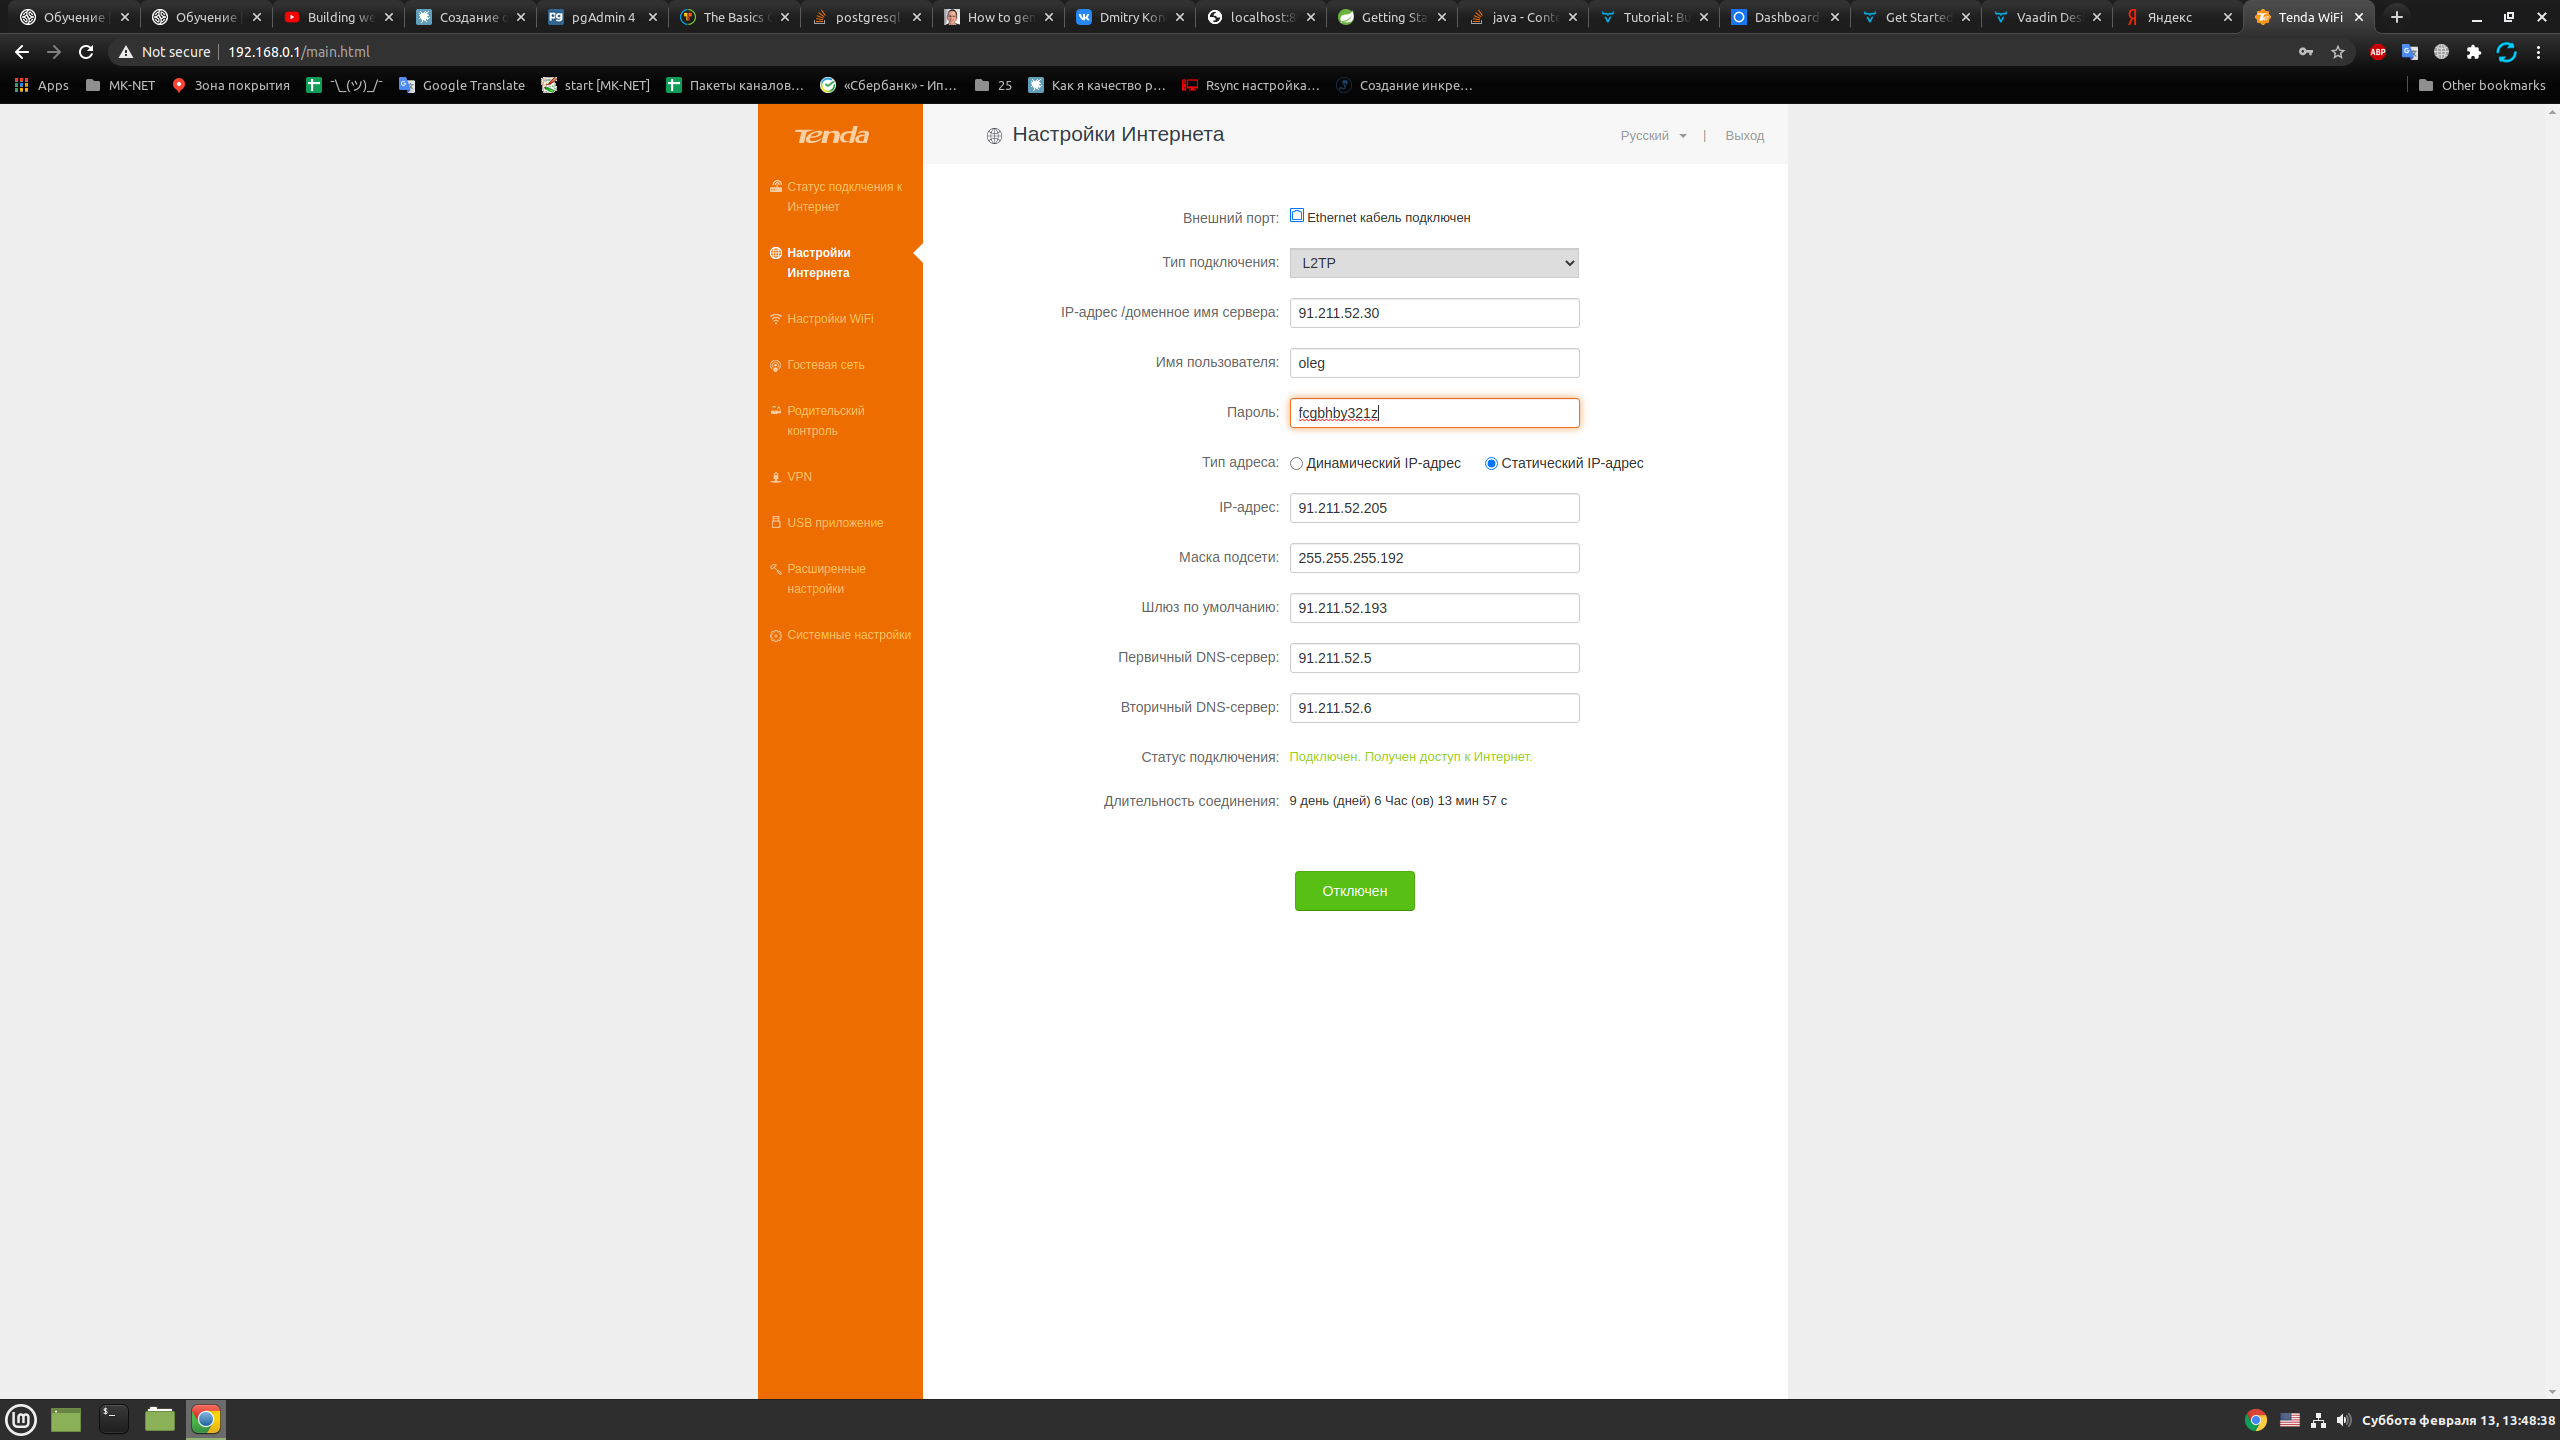 Обучение
Обучение
Building we
Создание
pgAdmin 4
The Basics
postgresql
How to gen
Dmitry Kon
localhost:8
Getting Sta
java - Conte
Tutorial: Bu
Dashboard
Get Started
Vaadin Des
Яндекс
Tenda WiFi
Not secure | 192.168.0.1/main.html
ABP
Apps
MK-NET
Зона покрытия
¯\_(ツ)_/¯
Google Translate
start [MK-NET]
Пакеты каналов…
«Сбербанк» - Ип…
25
Как я качество р…
Rsync настройка…
Создание инкре…
Other bookmarks
Tenda
Настройки Интернета
Русский | Выход
Статус подклчения к
Интернет
Настройки
Интернета
Настройки WiFi
Гостевая сеть
Родительский
контроль
VPN
USB приложение
Расширенные
настройки
Системные настройки
Внешний порт: Ethernet кабель подключен
Тип подключения: L2TP
IP-адрес /доменное имя сервера: 91.211.52.30
Имя пользователя: oleg
Пароль: fcgbhby321z
Тип адреса: Динамический IP-адрес Статический IP-адрес
IP-адрес: 91.211.52.205
Маска подсети: 255.255.255.192
Шлюз по умолчанию: 91.211.52.193
Первичный DNS-сервер: 91.211.52.5
Вторичный DNS-сервер: 91.211.52.6
Статус подключения: Подключен. Получен доступ к Интернет.
Длительность соединения: 9 день (дней) 6 Час (ов) 13 мин 57 с
Отключен
Суббота февраля 13, 13:48:38